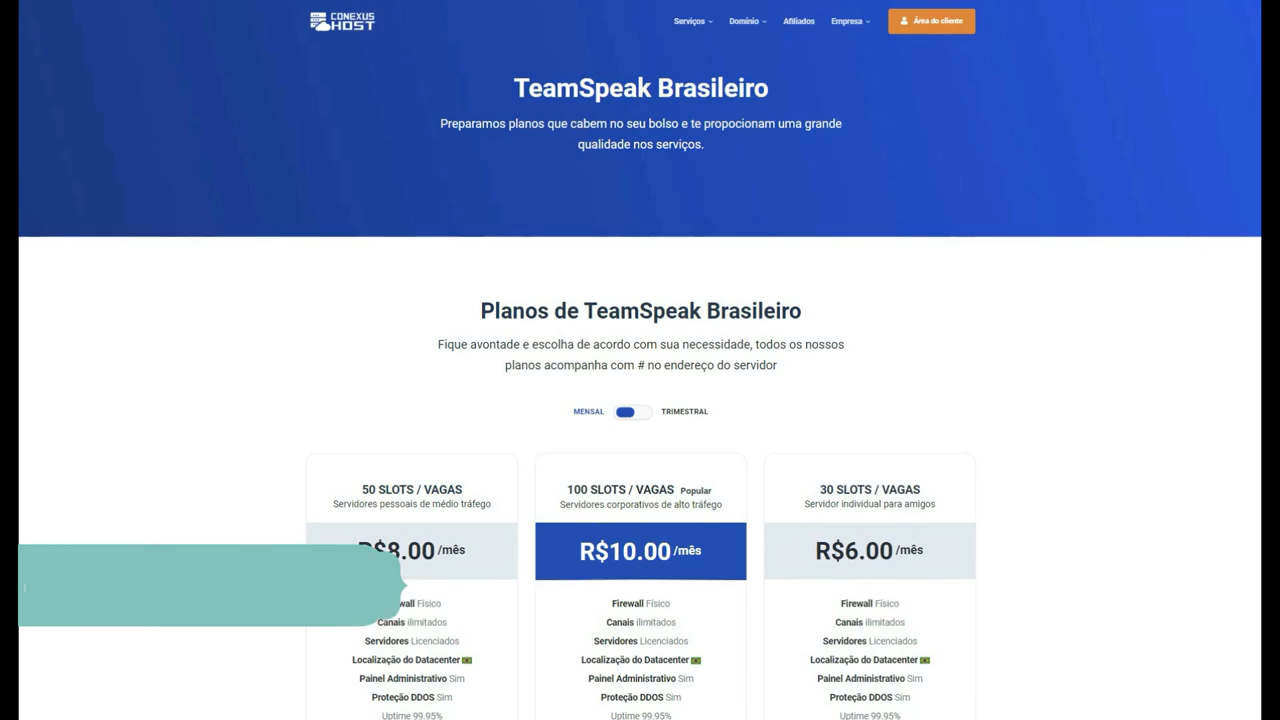 CONEXUS
HOST
Serviços
Domínio
Afiliados
Empresa
Área do cliente
TeamSpeak Brasileiro
Preparamos planos que cabem no seu bolso e te propocionam uma grande
qualidade nos serviços.
Planos de TeamSpeak Brasileiro
Fique avontade e escolha de acordo com sua necessidade, todos os nossos
planos acompanha com # no endereço do servidor
MENSAL
TRIMESTRAL
50 SLOTS / VAGAS
Servidores pessoais de médio tráfego
R$8.00 /mês
Físico
Canais ilimitados
Servidores Licenciados
Localização do Datacenter
Painel Administrativo Sim
Proteção DDOS Sim
Uptime 99.95%
100 SLOTS / VAGAS Popular
Servidores corporativos de alto tráfego
R$10.00 /mês
Firewall Físico
Canais ilimitados
Servidores Licenciados
Localização do Datacenter
Painel Administrativo Sim
Proteção DDOS Sim
Uptime 99.95%
30 SLOTS / VAGAS
Servidor individual para amigos
R$6.00 /mês
Firewall Físico
Canais ilimitados
Servidores Licenciados
Localização do Datacenter
Painel Administrativo Sim
Proteção DDOS Sim
Uptime 99.95%